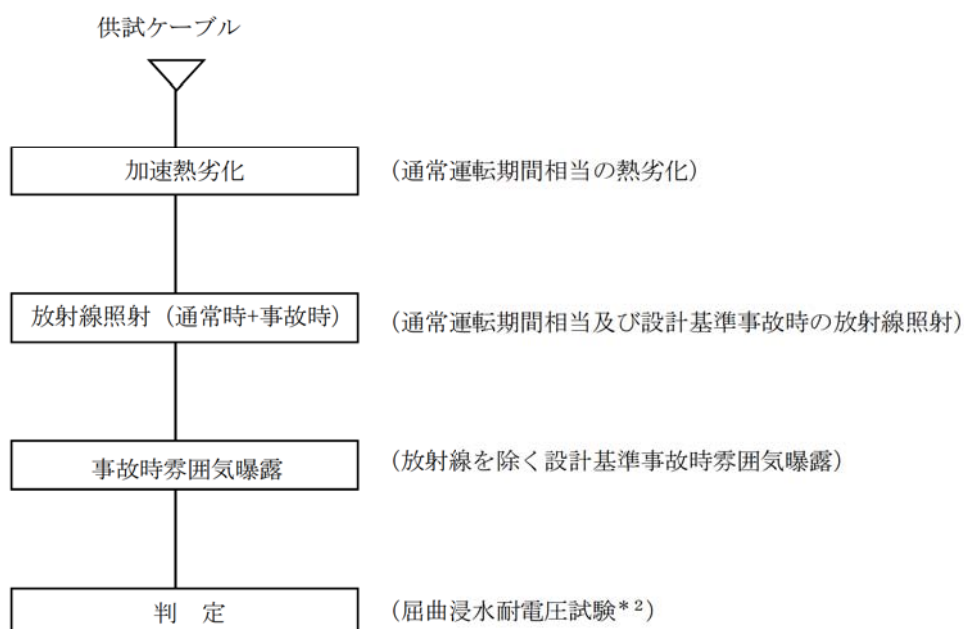 供試ケーブル
加速熱劣化
(通常運転期間相当の熱劣化)
放射線照射（通常時+事故時）
(通常運転期間相当及び設計基準事故時の放射線照射)
事故時雰囲気曝露
(放射線を除く設計基準事故時雰囲気曝露)
判　定
(屈曲浸水耐電圧試験*2)